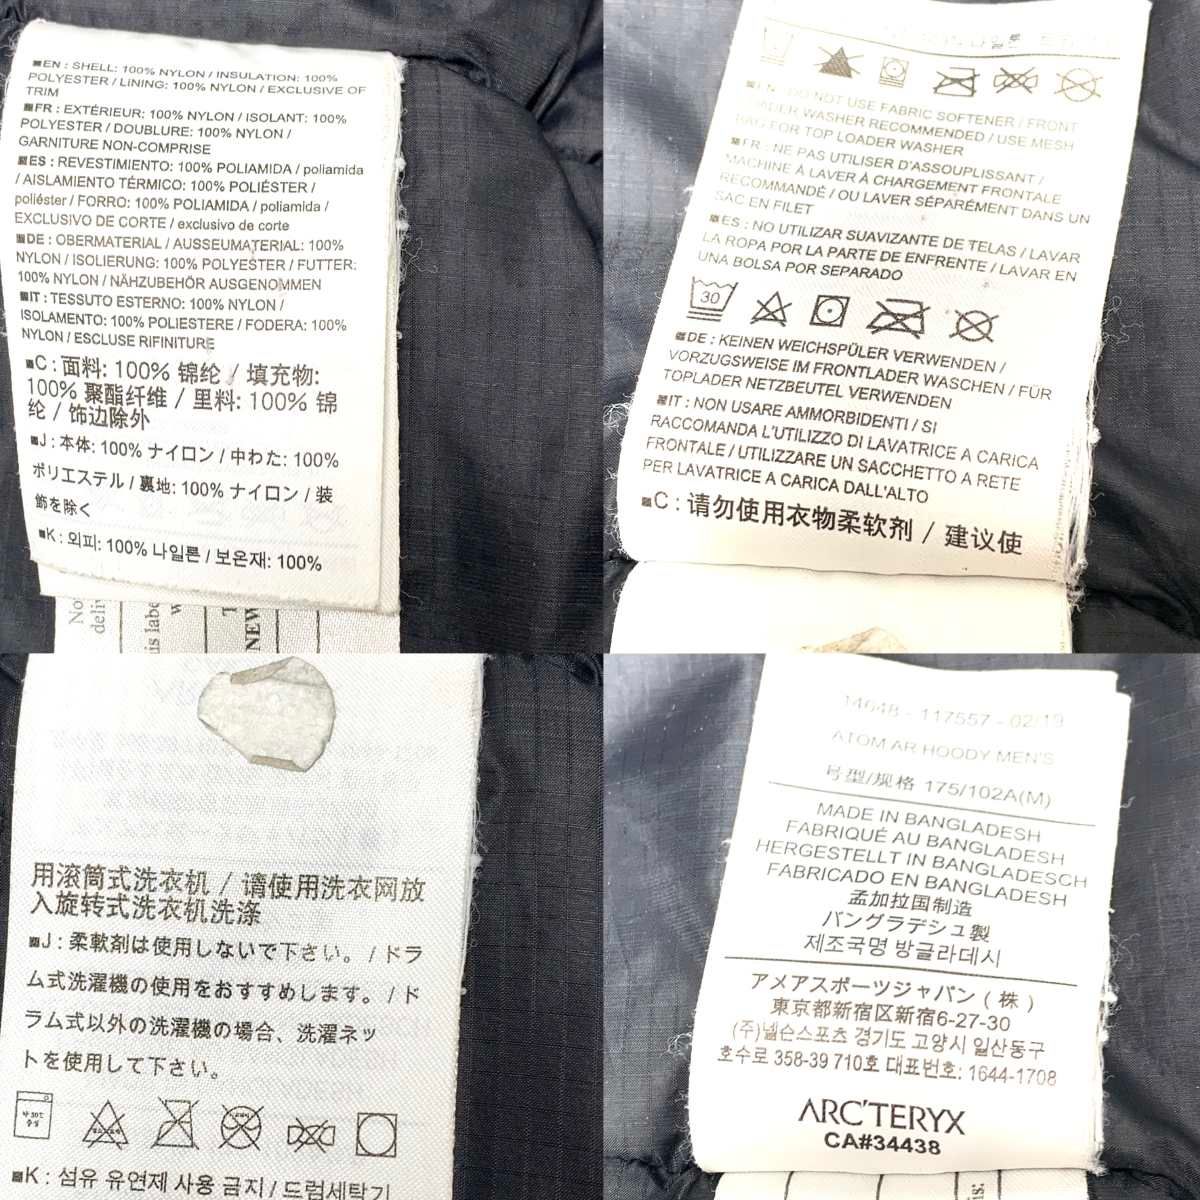 EN : SHELL: 100% NYLON / INSULATION: 100%
POLYESTER / LINING: 100% NYLON / EXCLUSIVE OF
TRIM
FR : EXTÉRIEUR: 100% NYLON / ISOLANT: 100%
POLYESTER / DOUBLURE: 100% NYLON /
GARNITURE NON-COMPRISE
ES : REVESTIMIENTO: 100% POLIAMIDA / poliamida
/ AISLAMIENTO TÉRMICO: 100% POLIÉSTER /
poliéster / FORRO: 100% POLIAMIDA / poliamida /
EXCLUSIVO DE CORTE / exclusivo de corte
DE : OBERMATERIAL / AUSSEUMATERIAL: 100%
NYLON / ISOLIERUNG: 100% POLYESTER / FUTTER:
100% NYLON / NÄHZUBEHÖR AUSGENOMMEN
IT : TESSUTO ESTERNO: 100% NYLON /
ISOLAMENTO: 100% POLIESTERE / FODERA: 100%
NYLON / ESCLUSE RIFINITURE
C : 面料: 100% 锦纶 / 填充物:
100% 聚酯纤维 / 里料: 100% 锦
纶 / 饰边除外
J : 本体: 100% ナイロン / 中わた: 100%
ポリエステル / 裏地: 100% ナイロン / 装
飾を除く
K : 외피: 100% 나일론 / 보온재: 100%
EN : DO NOT USE FABRIC SOFTENER / FRONT
LOADER WASHER RECOMMENDED / USE MESH
BAG FOR TOP LOADER WASHER
FR : NE PAS UTILISER D'ASSOUPLISSANT /
MACHINE À LAVER À CHARGEMENT FRONTALE
RECOMMANDÉ / OU LAVER SÉPARÉMENT DANS UN
SAC EN FILET
ES : NO UTILIZAR SUAVIZANTE DE TELAS / LAVAR
LA ROPA POR LA PARTE DE ENFRENTE / LAVAR EN
UNA BOLSA POR SEPARADO
30
DE : KEINEN WEICHSPÜLER VERWENDEN /
VORZUGSWEISE IM FRONTLADER WASCHEN / FÜR
TOPLADER NETZBEUTEL VERWENDEN
IT : NON USARE AMMORBIDENTI / SI
RACCOMANDA L'UTILIZZO DI LAVATRICE A CARICA
FRONTALE / UTILIZZARE UN SACCHETTO A RETE
PER LAVATRICE A CARICA DALL'ALTO
C : 请勿使用衣物柔软剂 / 建议使
用滚筒式洗衣机 / 请使用洗衣网放
入旋转式洗衣机洗涤
J : 柔軟剤は使用しないで下さい。/ ドラ
ム式洗濯機の使用をおすすめします。/ ド
ラム式以外の洗濯機の場合、洗濯ネッ
トを使用して下さい。
K : 섬유 유연제 사용 금지 / 드럼세탁기
14048 - 117557 - 02/19
ATOM AR HOODY MEN'S
号型/规格 175/102A(M)
MADE IN BANGLADESH
FABRIQUÉ AU BANGLADESH
HERGESTELLT IN BANGLADESCH
FABRICADO EN BANGLADESH
孟加拉国制造
バングラデシュ製
제조국명 방글라데시
アメアスポーツジャパン ( 株 )
東京都新宿区新宿6-27-30
(주)넬슨스포츠 경기도 고양시 일산동구
호수로 358-39 710호 대표번호: 1644-1708
ARC'TERYX
CA#34438